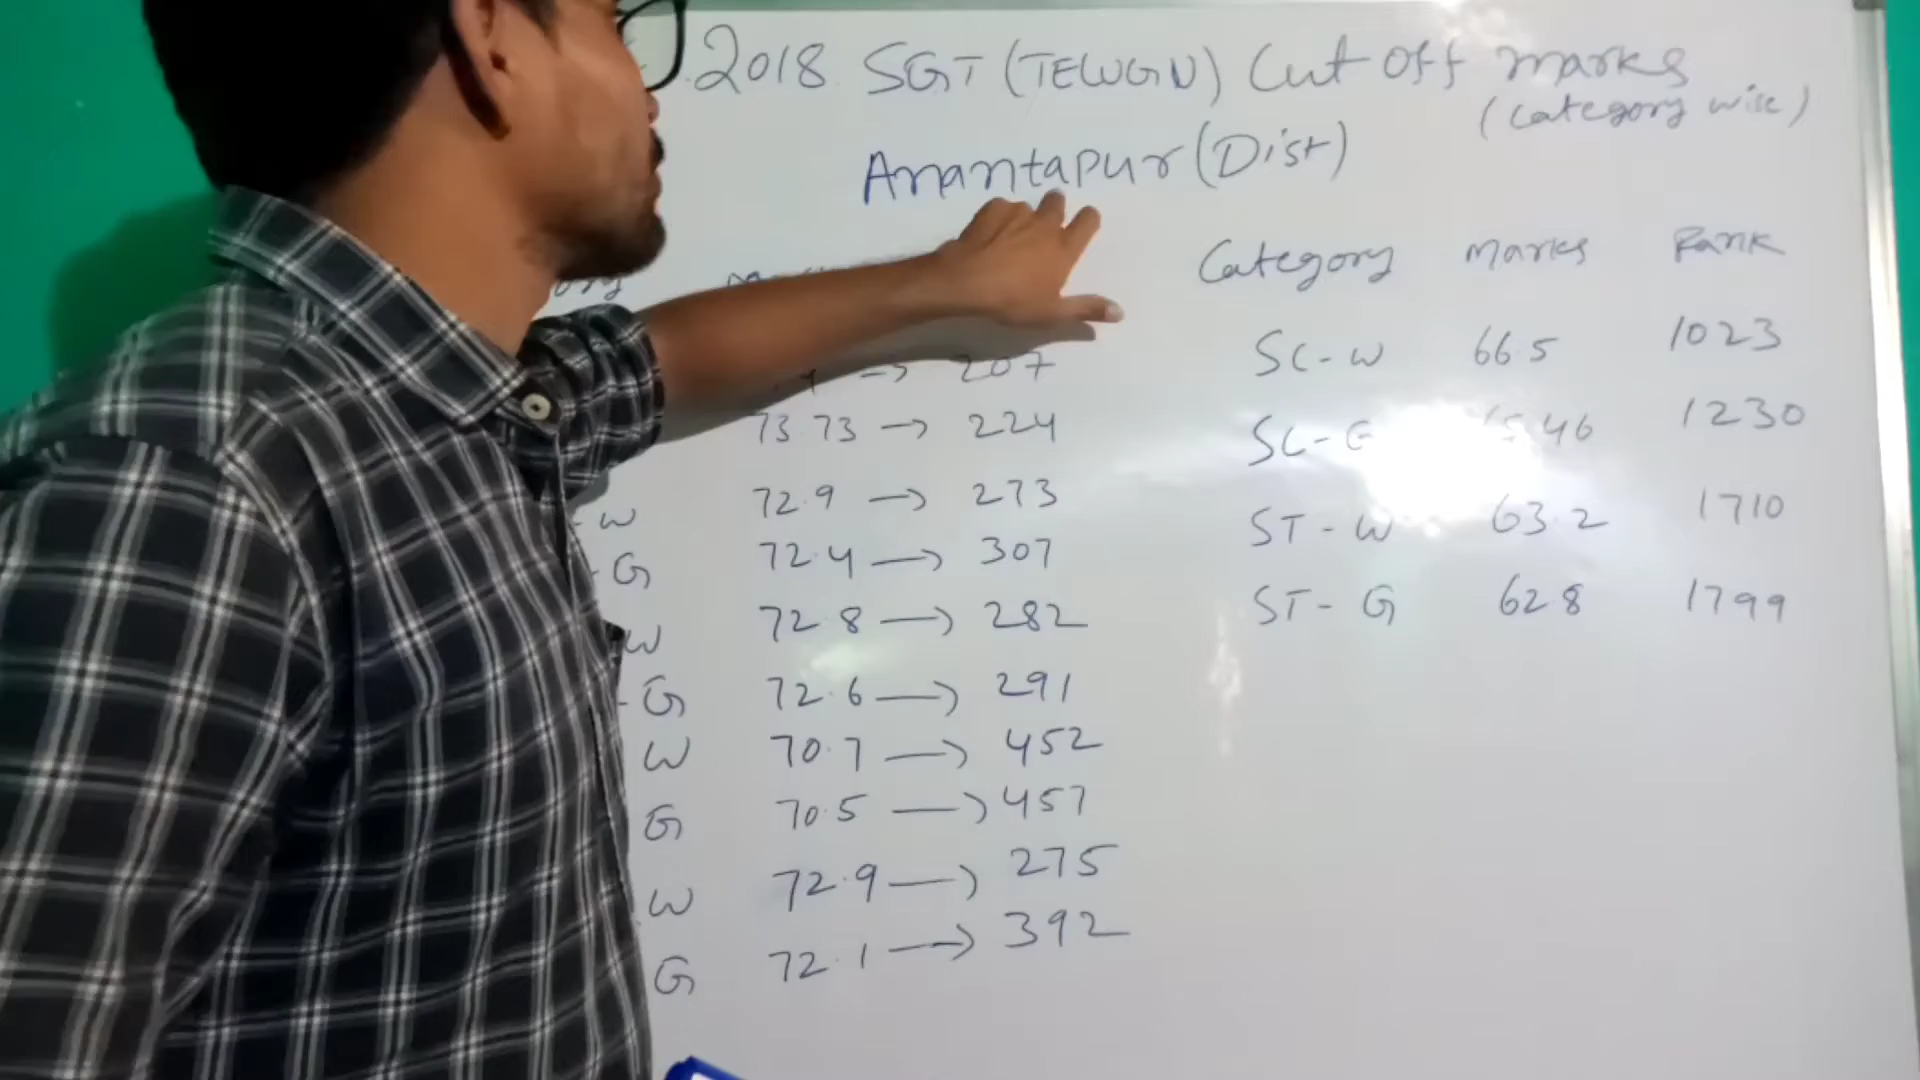 2018 SGT (TELUGU) Cut Off marks
(Category wise)
Anantapur (Dist)
Category Marks Rank
→ 207
73.73 → 224
W 72.9 → 273
G 72.4 → 307
W 72.8 → 282
G 72.6 → 291
W 70.7 → 452
G 70.5 → 457
W 72.9 → 275
G 72.1 → 392
SC-W 66.5 1023
SC-G 46 1230
ST-W 63.2 1710
ST-G 62.8 1799